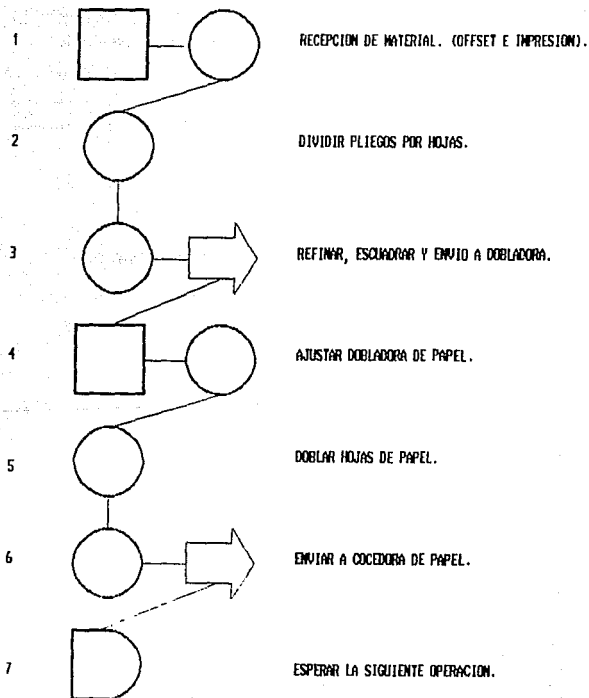 1 RECEPCION DE MATERIAL. (OFFSET E IMPRESION).
2 DIVIDIR PLIEGOS POR HOJAS.
3 REFINAR, ESCUADRAR Y ENVIO A DOBLADORA.
4 AJUSTAR DOBLADORA DE PAPEL.
5 DOBLAR HOJAS DE PAPEL.
6 ENVIAR A COCEDORA DE PAPEL.
7 ESPERAR LA SIGUIENTE OPERACION.